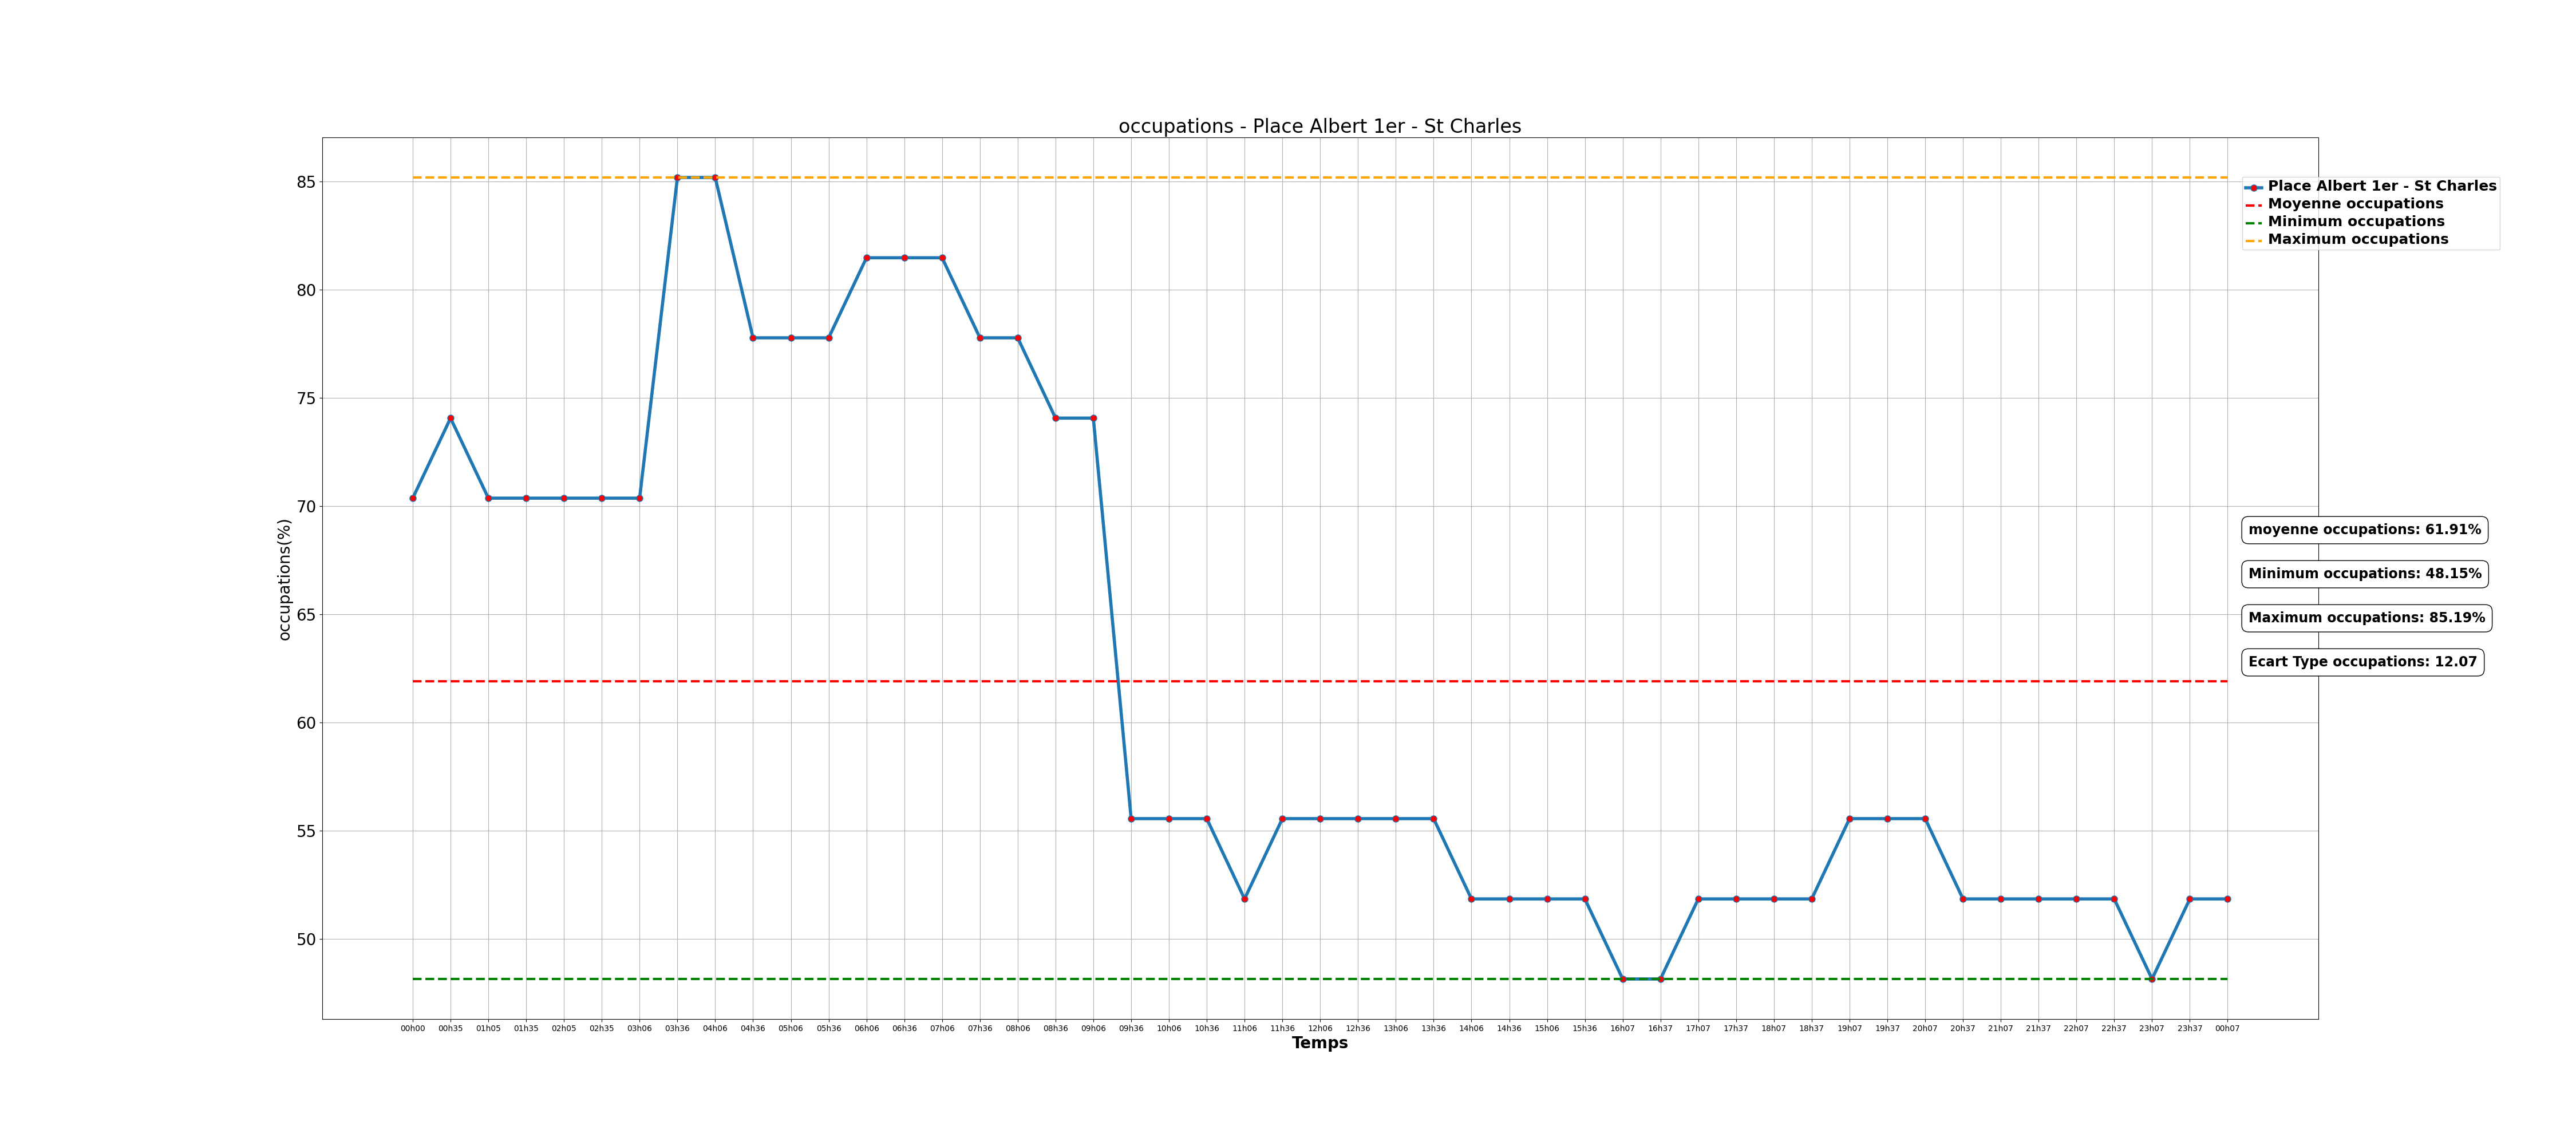 occupations - Place Albert 1er - St Charles
85
80
75
70
65
60
55
50
occupations(%)
Place Albert 1er - St Charles
Moyenne occupations
Minimum occupations
Maximum occupations
moyenne occupations: 61.91%
Minimum occupations: 48.15%
Maximum occupations: 85.19%
Ecart Type occupations: 12.07
00h00 00h35 01h05 01h35 02h05 02h35 03h06 03h36 04h06 04h36 05h06 05h36 06h06 06h36 07h06 07h36 08h06 08h36 09h06 09h36 10h06 10h36 11h06 11h36 12h06 12h36 13h06 13h36 14h06 14h36 15h06 15h36 16h07 16h37 17h07 17h37 18h07 18h37 19h07 19h37 20h07 20h37 21h07 21h37 22h07 22h37 23h07 23h37 00h07
Temps